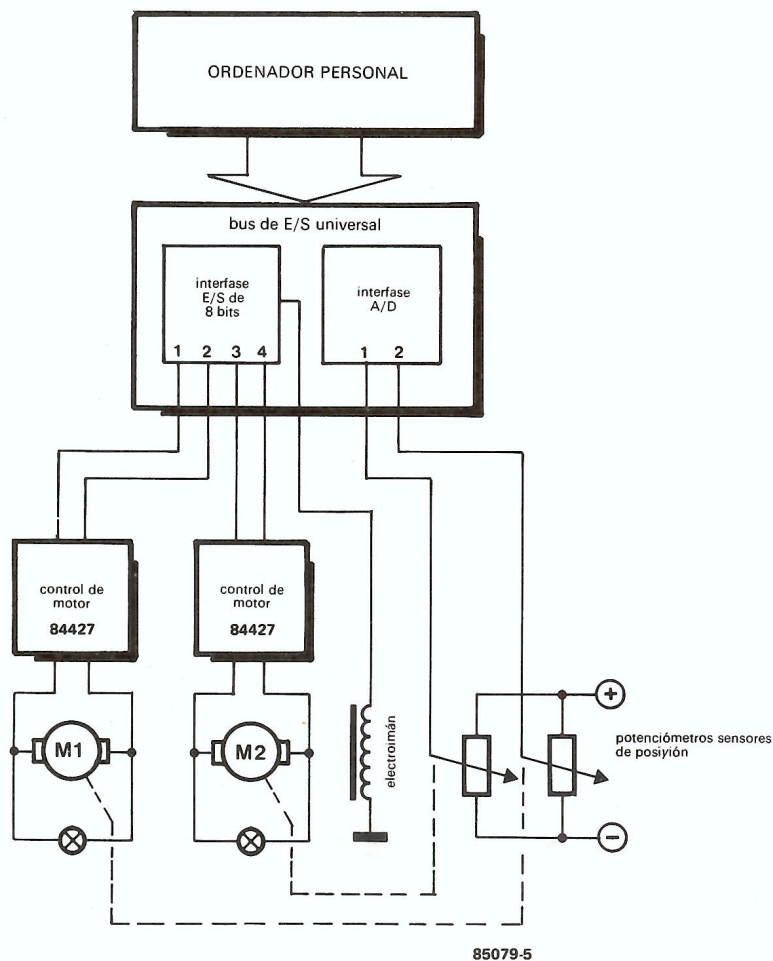 ORDENADOR PERSONAL
bus de E/S universal
interfase
E/S de
8 bits
1 2 3 4
interfase
A/D
1 2
control de
motor
84427
control de
motor
84427
M1
M2
electroimán
+
potenciómetros sensores
de posiyión
−
85079-5